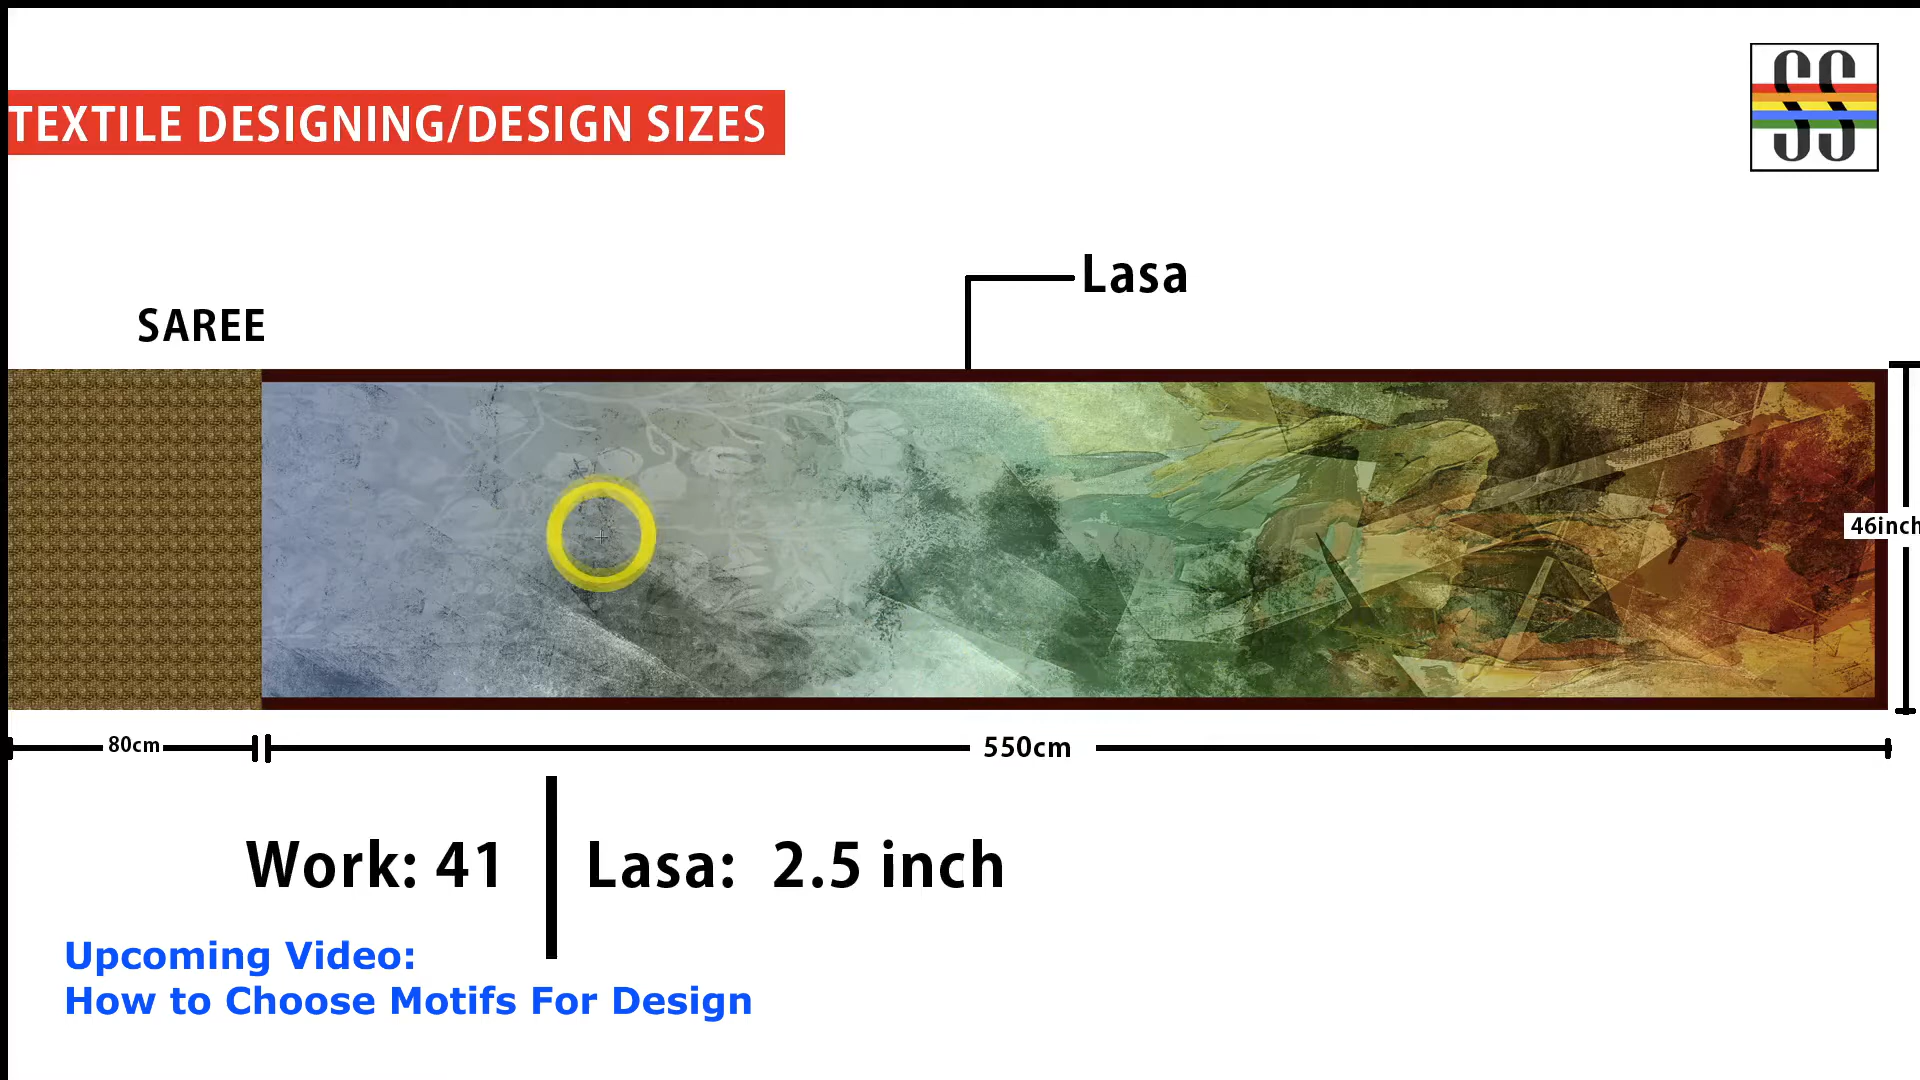 TEXTILE DESIGNING/DESIGN SIZES
SS
Lasa
SAREE
46inch
80cm
550cm
Work: 41
Lasa: 2.5 inch
Upcoming Video:
How to Choose Motifs For Design